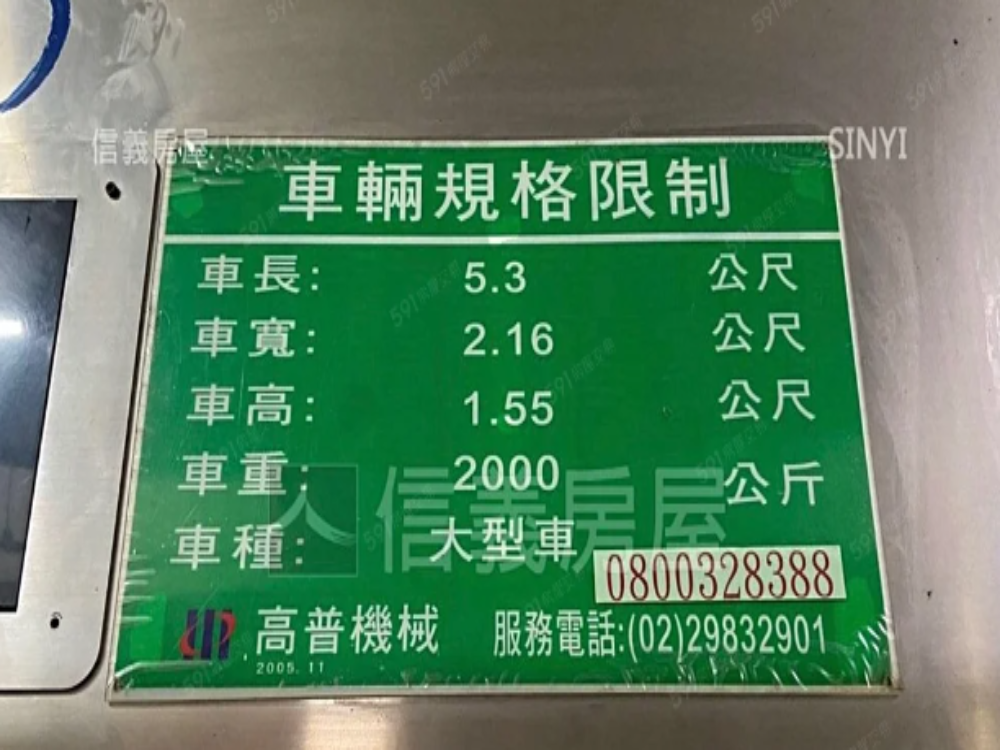 信義房屋
SINYI
車輛規格限制
車長: 5.3 公尺
車寬: 2.16 公尺
車高: 1.55 公尺
車重: 2000 公斤
信義房屋
車種: 大型車
0800328388
高普機械 服務電話:(02)29832901
2005.11